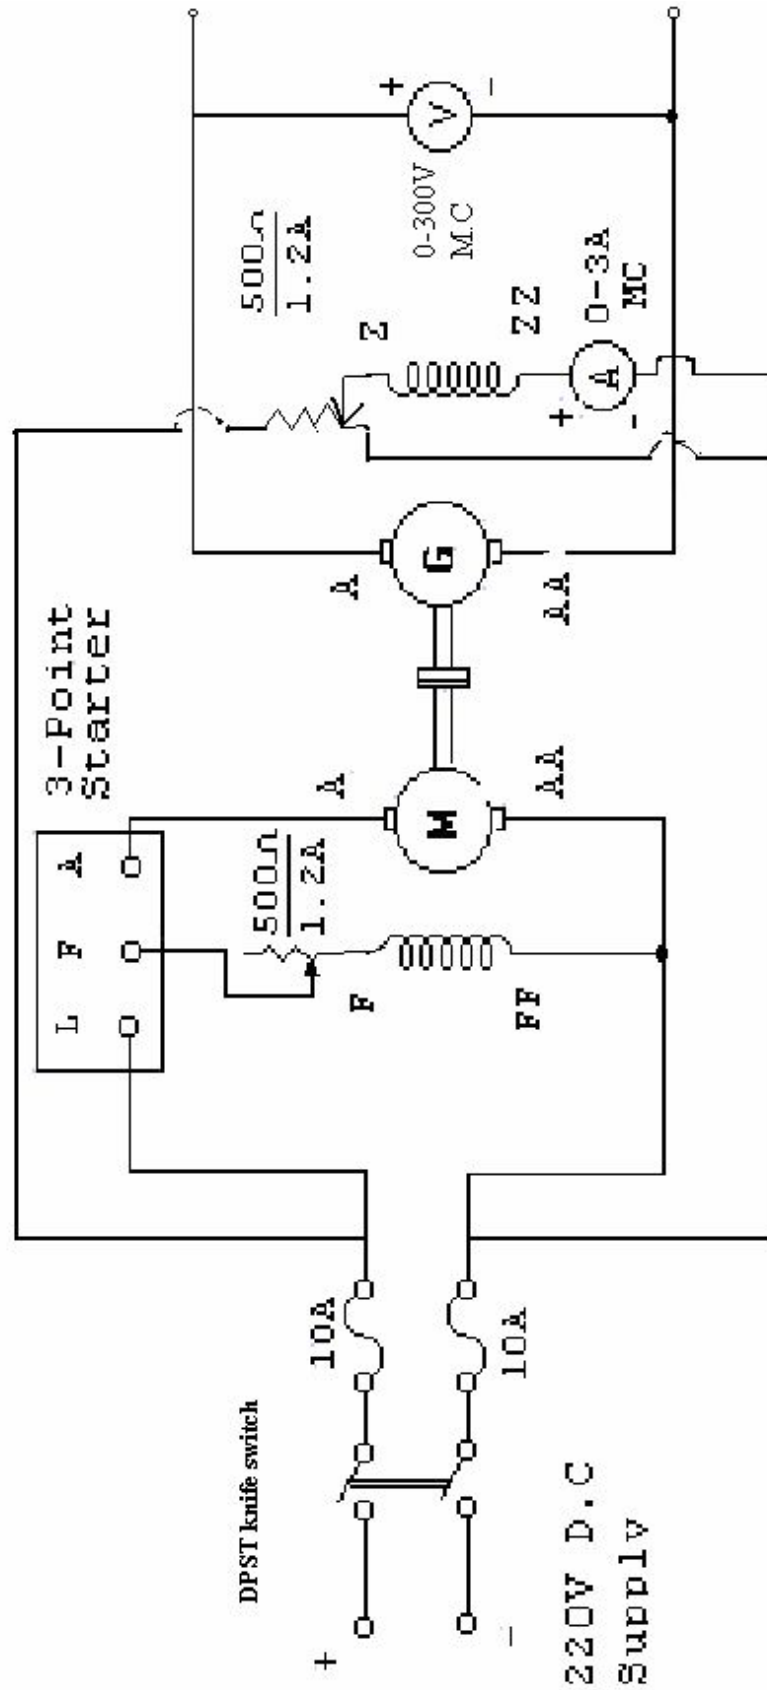 +
-
220V D.C
Supply
DPST knife switch
10A
10A
3-Point
Starter
L F A
500Ω
1.2A
F
FF
A
M
AA
A
G
AA
500Ω
1.2A
Z
ZZ
+
A
-
0-3A
MC
+
V
-
0-300V
M.C